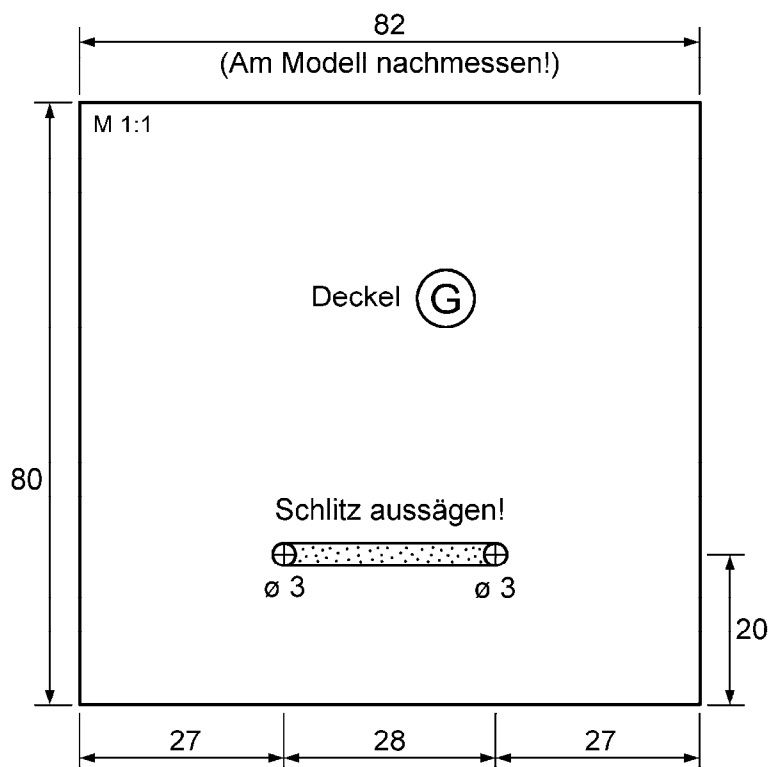 82
(Am Modell nachmessen!)
M 1:1
Deckel G
80
Schlitz aussägen!
ø 3 ø 3
20
27 28 27